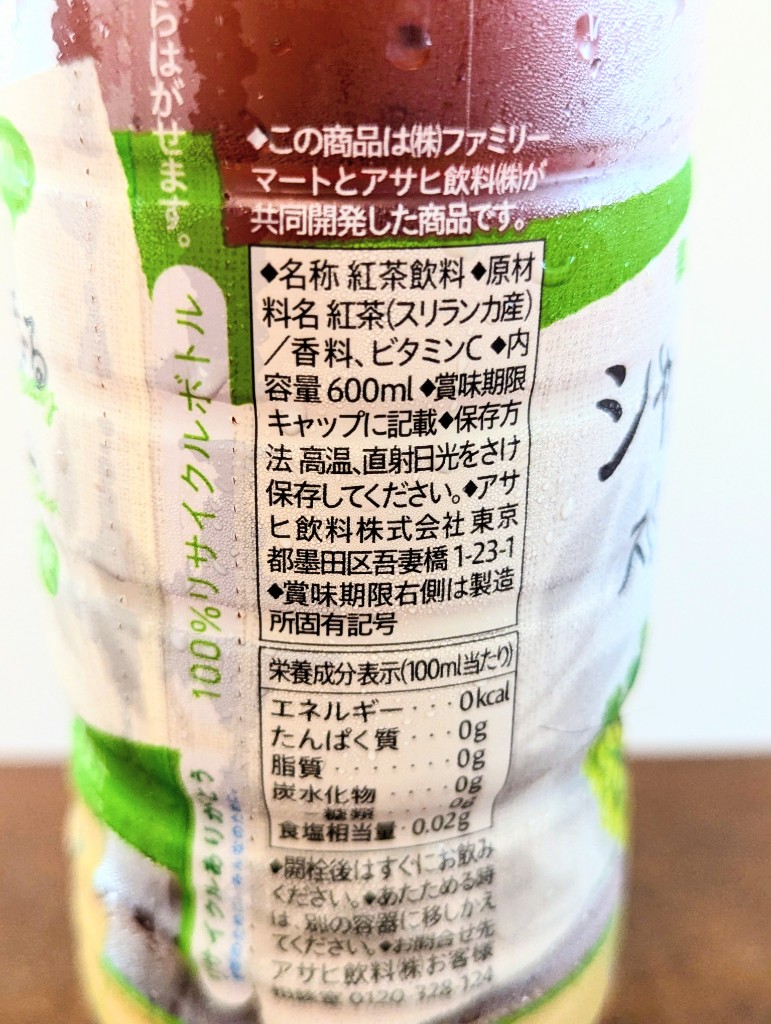 らはがせます。
100%リサイクルボトル
リサイクルありがとう
◆この商品は㈱ファミリー
マートとアサヒ飲料㈱が
共同開発した商品です。
◆名称 紅茶飲料 ◆原材
料名 紅茶(スリランカ産)
/香料、ビタミンC ◆内
容量 600ml ◆賞味期限
キャップに記載◆保存方
法 高温、直射日光をさけ
保存してください。◆アサ
ヒ飲料株式会社 東京
都墨田区吾妻橋 1-23-1
◆賞味期限右側は製造
所固有記号
栄養成分表示(100ml当たり)
エネルギー・・・0kcal
たんぱく質・・・0g
脂質・・・・・・0g
炭水化物・・・・0g
糖類 0g
食塩相当量・0.02g
◆開栓後はすぐにお飲み
ください。◆あたためる時
は、別の容器に移しかえ
てください。◆お問合せ先
アサヒ飲料㈱お客様
相談室 0120-328-124
シャ